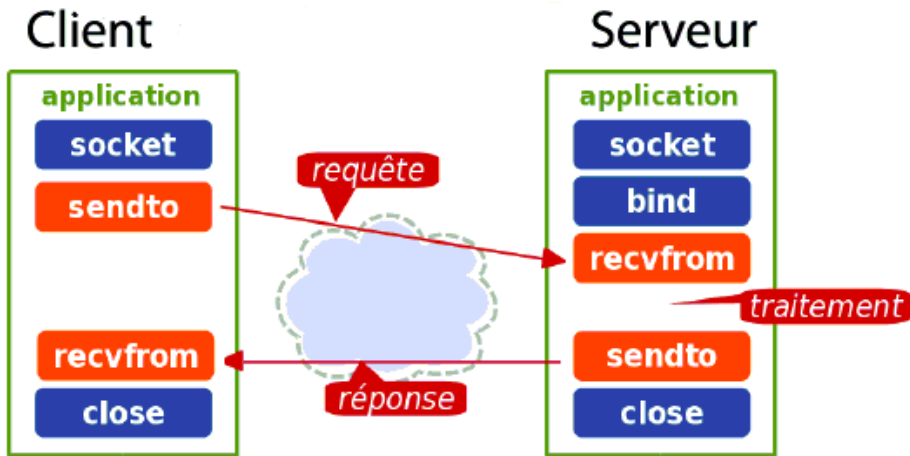 Client
Serveur
application
socket
sendto
recvfrom
close
requête
réponse
application
socket
bind
recvfrom
traitement
sendto
close